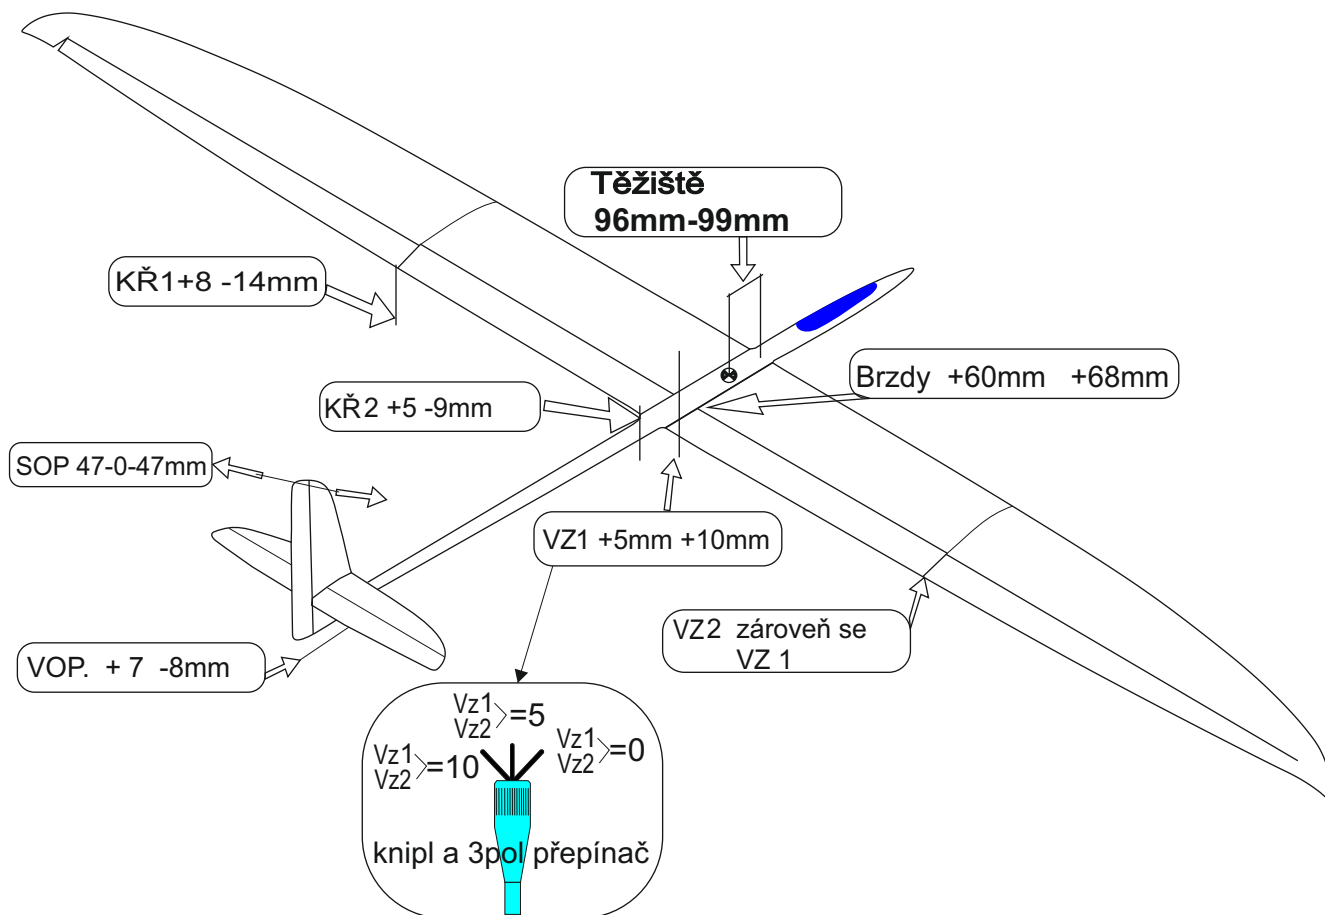 Těžiště
96mm-99mm
KŘ1+8 -14mm
Brzdy +60mm +68mm
KŘ2 +5 -9mm
SOP 47-0-47mm
VZ1 +5mm +10mm
VZ2 zároveň se
VZ 1
VOP. + 7 -8mm
Vz1
Vz2 >=5
Vz1
Vz2 >=10
Vz1
Vz2 >=0
knipl a 3pol přepínač